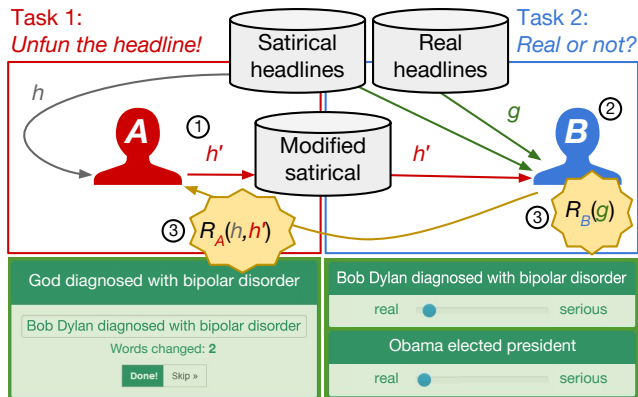 Task 1:
Unfun the headline!
Satirical
headlines
Real
headlines
Task 2:
Real or not?
h
A
1
h′
Modified
satirical
h′
g
B
2
3
R_A(h,h′)
3
R_B(g)
God diagnosed with bipolar disorder
Bob Dylan diagnosed with bipolar disorder
Words changed: 2
Done! Skip »
Bob Dylan diagnosed with bipolar disorder
real serious
Obama elected president
real serious